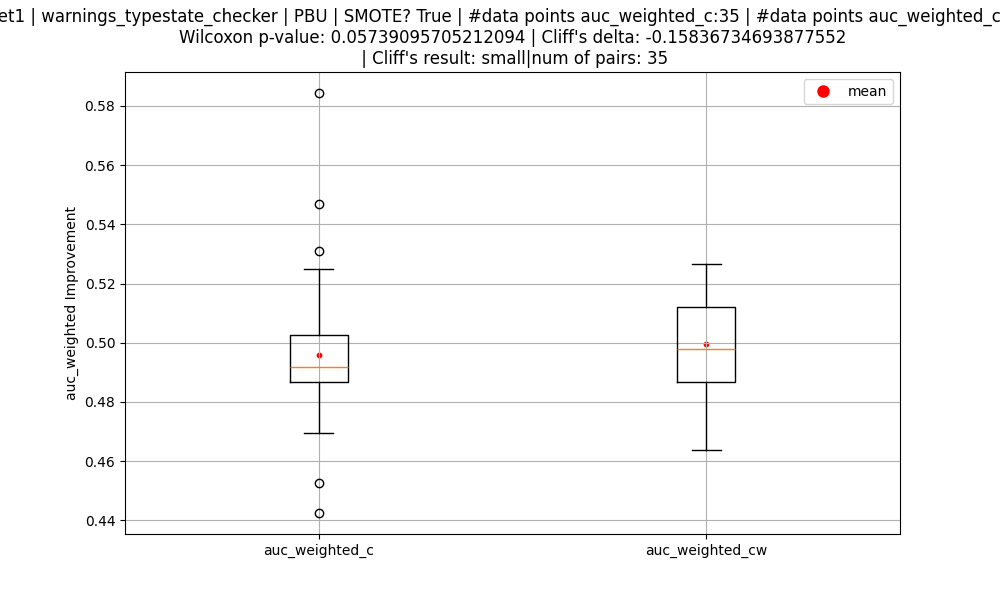 | warnings_typestate_checker | PBU | SMOTE? True | #data points auc_weighted_c:35 | #data points
Wilcoxon p-value: 0.05739095705212094 | Cliff's delta: -0.15836734693877552
| Cliff's result: small|num of pairs: 35
mean
0.58
0.56
0.54
0.52
0.50
0.48
0.46
0.44
auc_weighted Improvement
auc_weighted_c
auc_weighted_cw